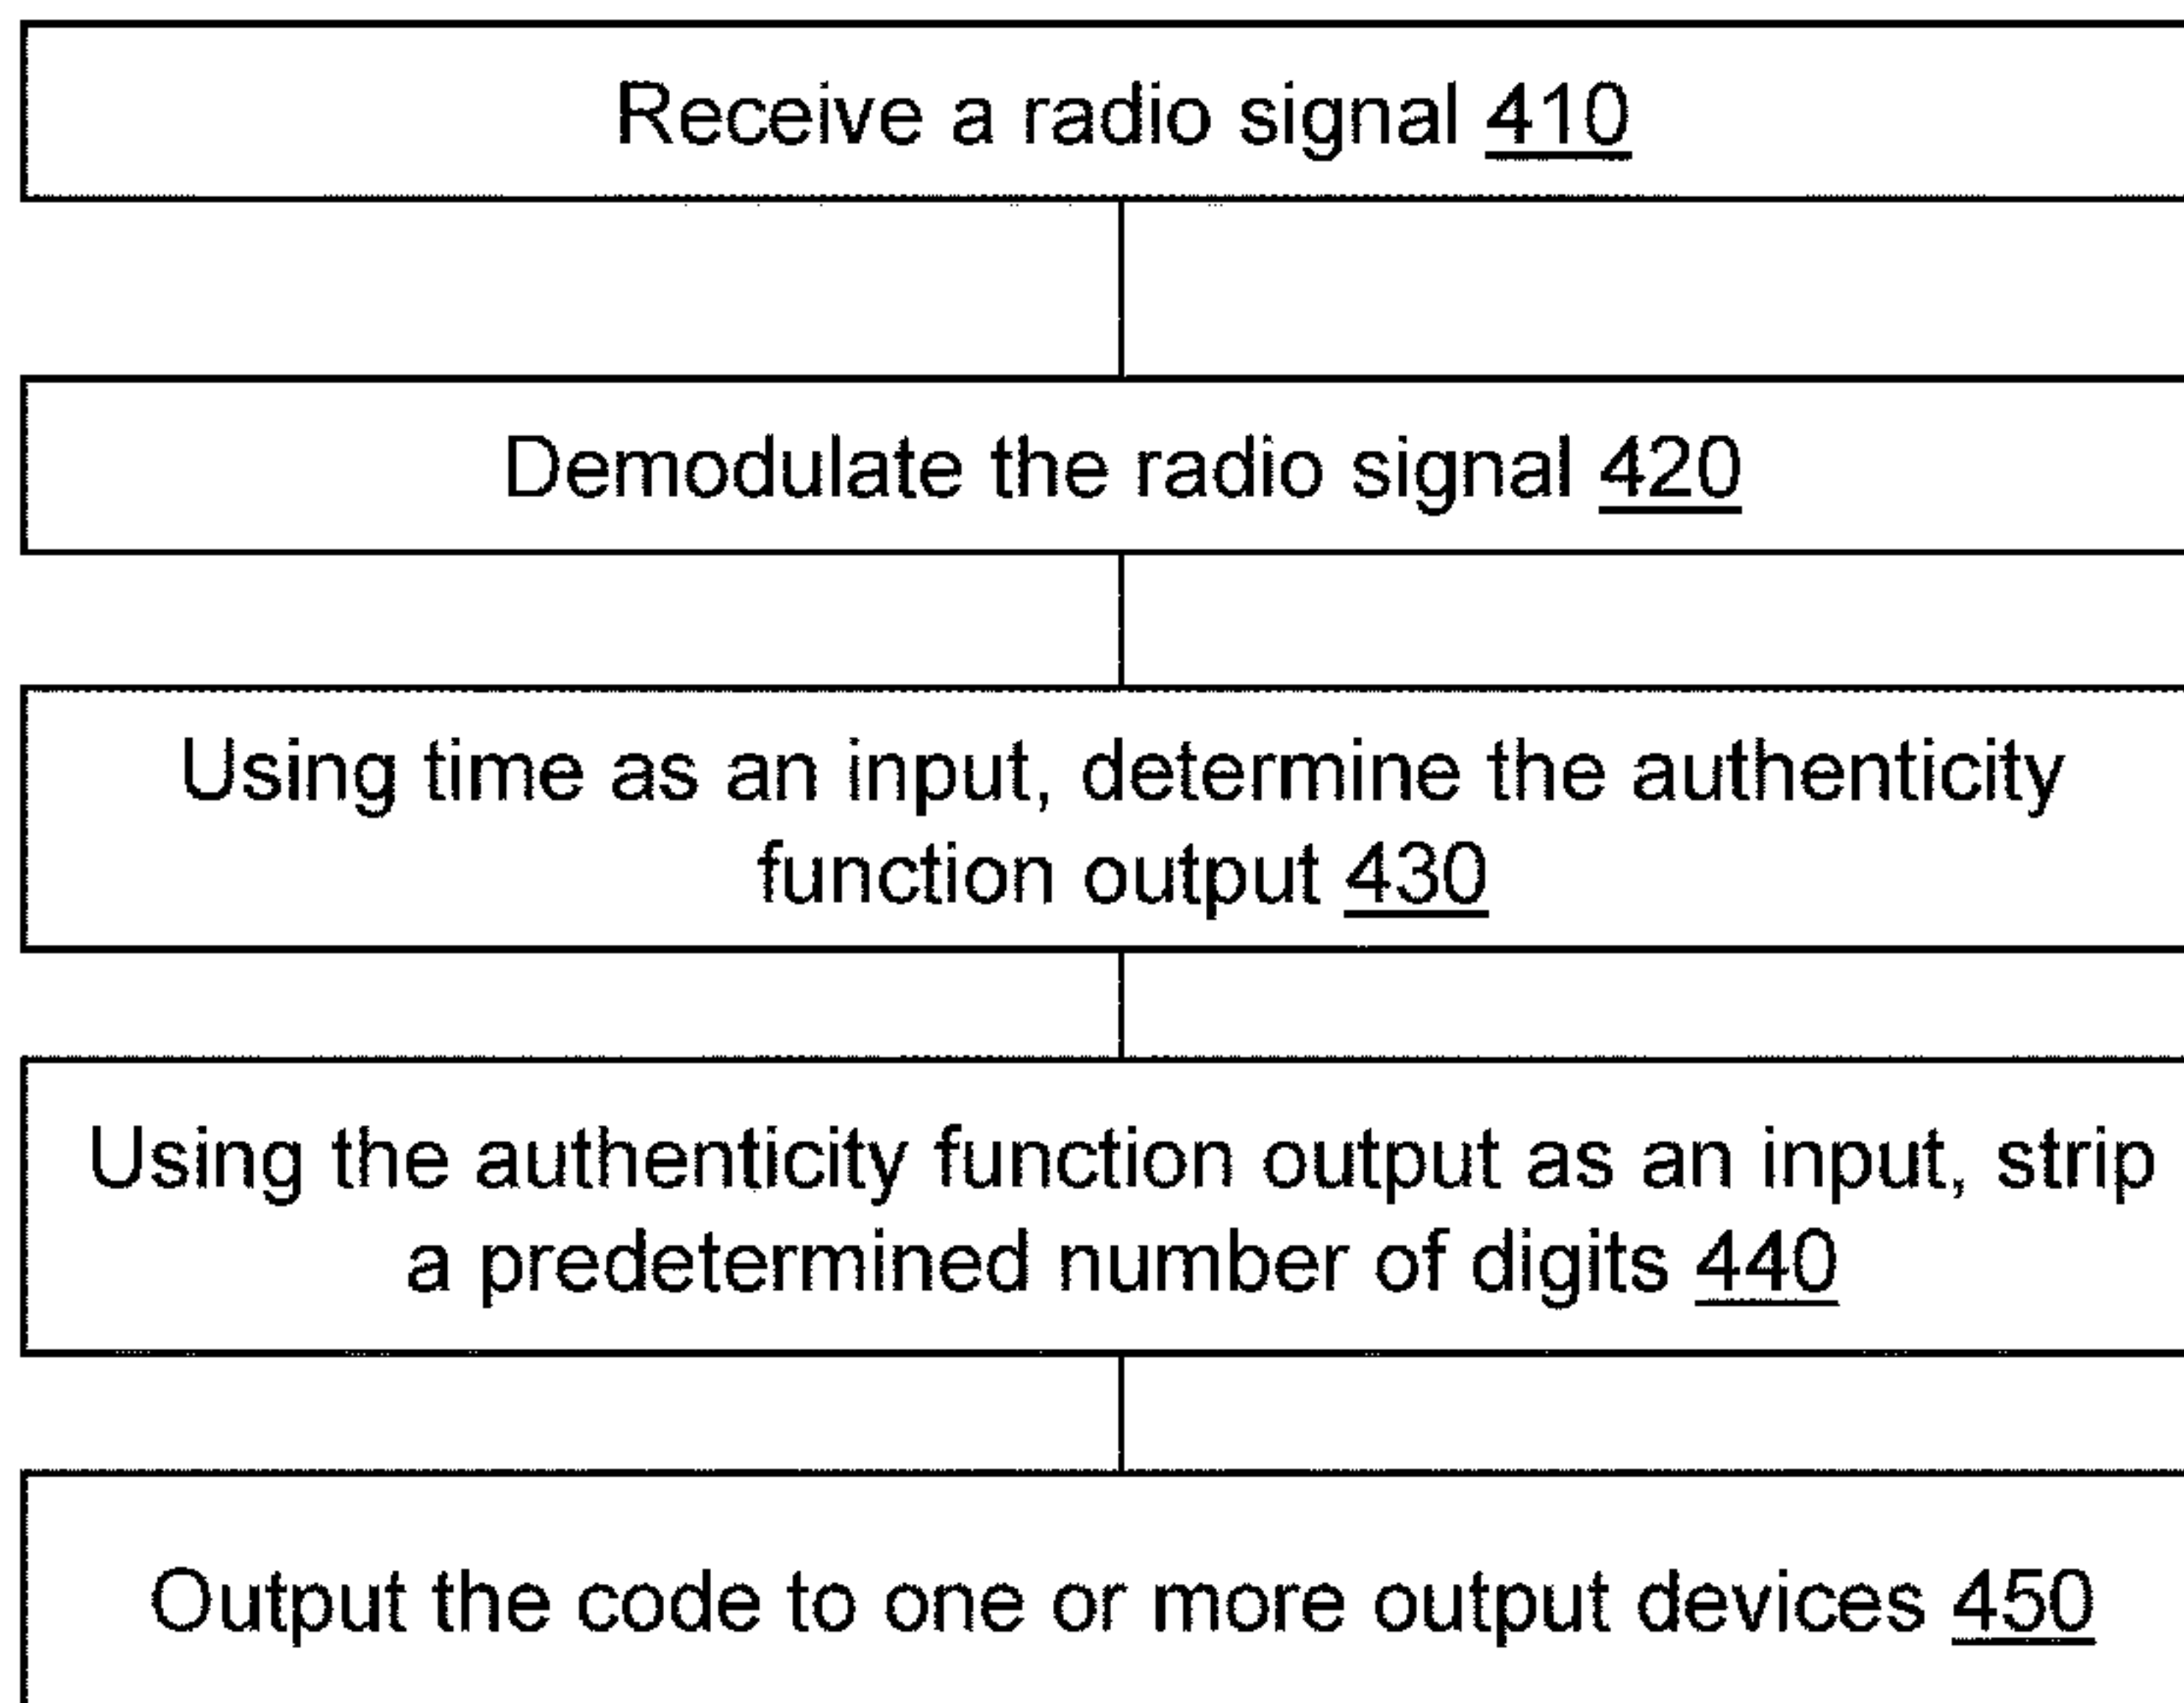 Receive a radio signal 410
Demodulate the radio signal 420
Using time as an input, determine the authenticity
function output 430
Using the authenticity function output as an input, strip
a predetermined number of digits 440
Output the code to one or more output devices 450